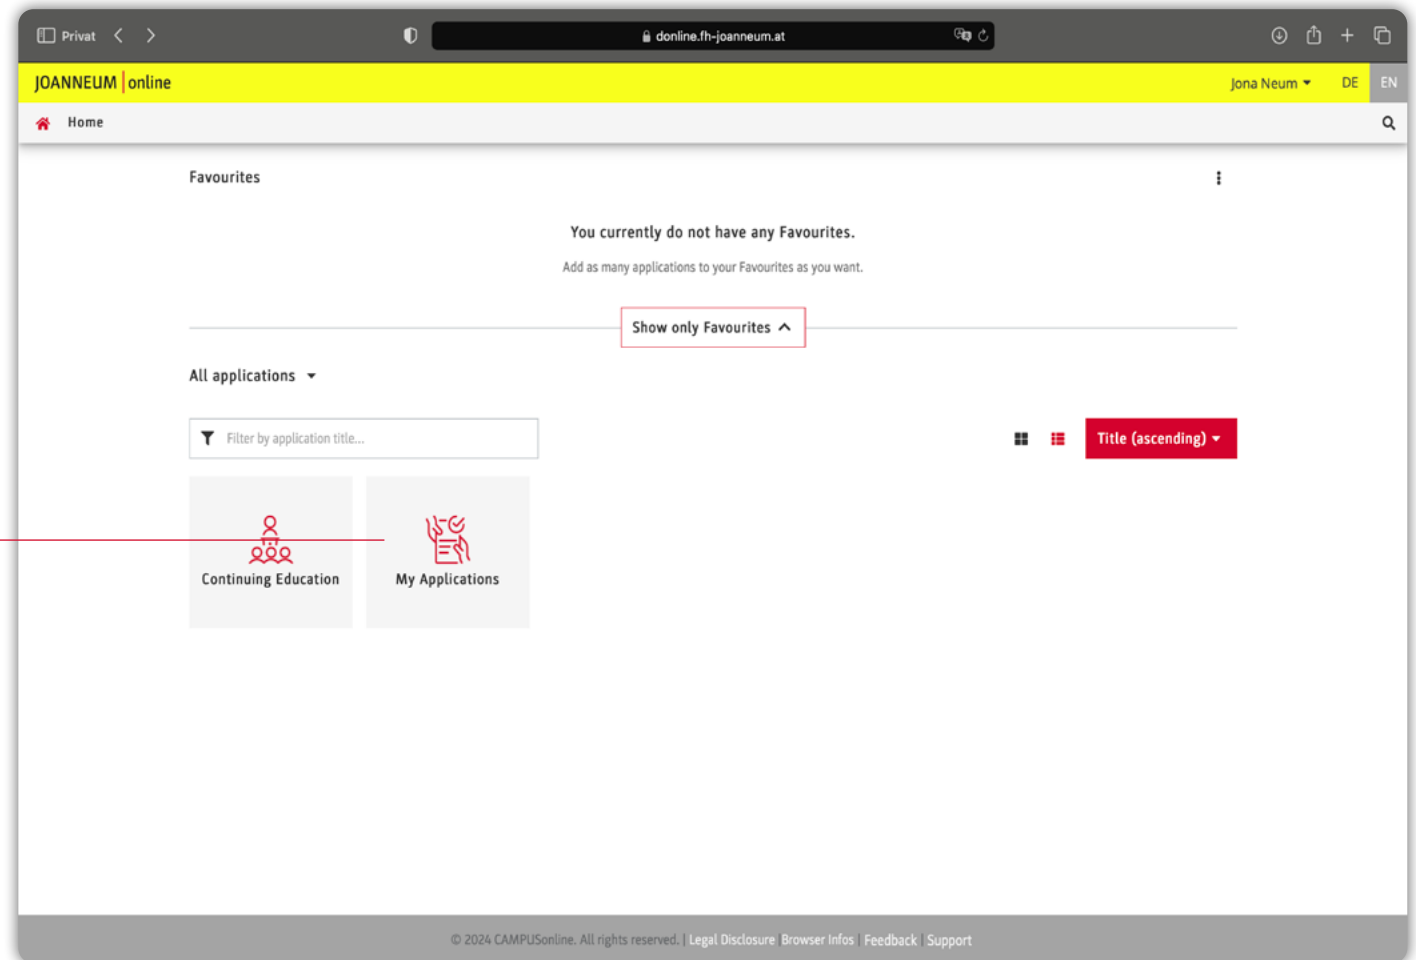 Privat
donline.fh-joanneum.at
JOANNEUM | online
Jona Neum
DE
EN
Home
Favourites
You currently do not have any Favourites.
Add as many applications to your Favourites as you want.
Show only Favourites
All applications
Filter by application title...
Title (ascending)
Continuing Education
My Applications
© 2024 CAMPUSonline. All rights reserved. | Legal Disclosure | Browser Infos | Feedback | Support